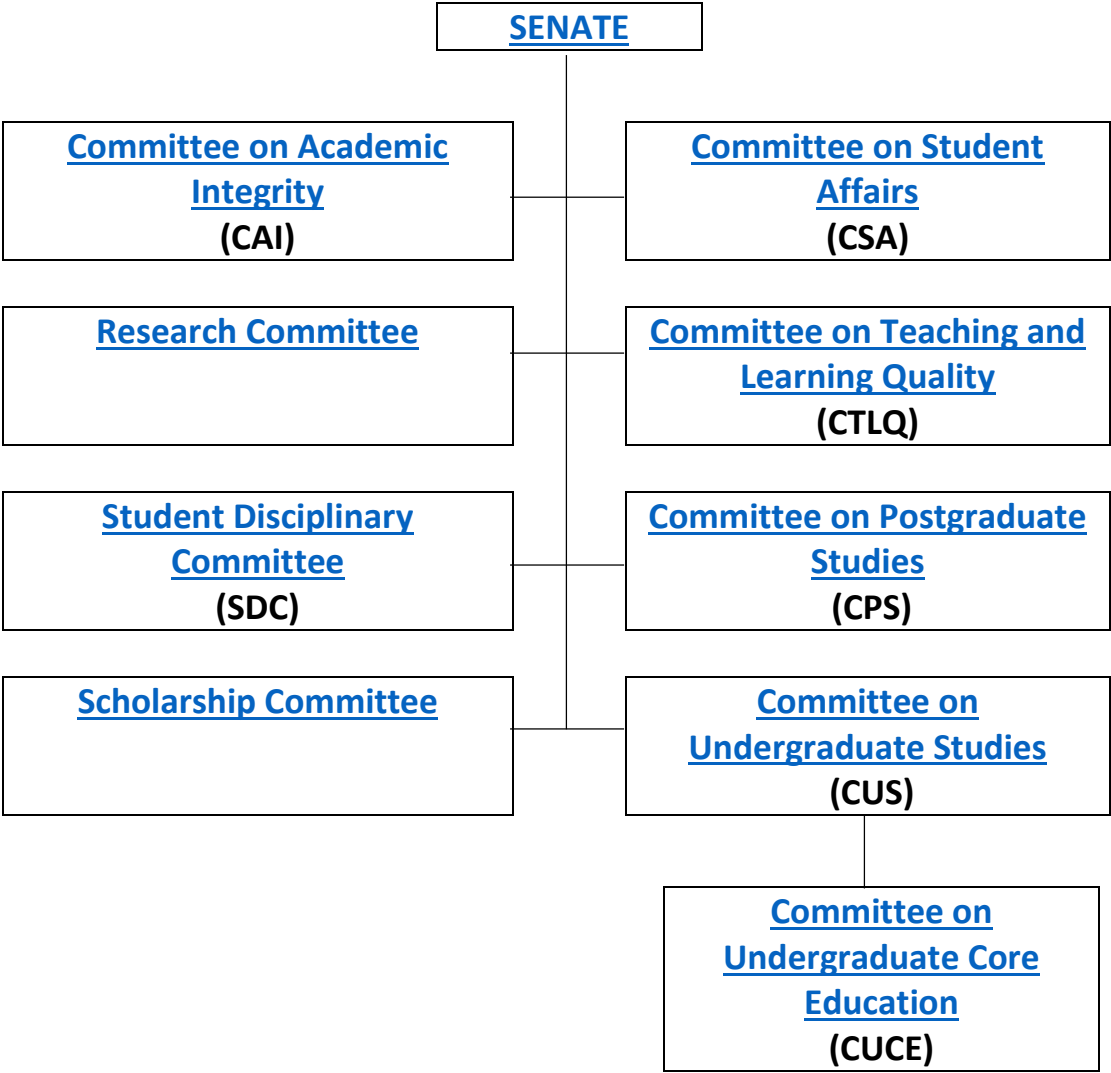 SENATE
Committee on Academic
Integrity
(CAI)
Committee on Student
Affairs
(CSA)
Research Committee
Committee on Teaching and
Learning Quality
(CTLQ)
Student Disciplinary
Committee
(SDC)
Committee on Postgraduate
Studies
(CPS)
Scholarship Committee
Committee on
Undergraduate Studies
(CUS)
Committee on
Undergraduate Core
Education
(CUCE)